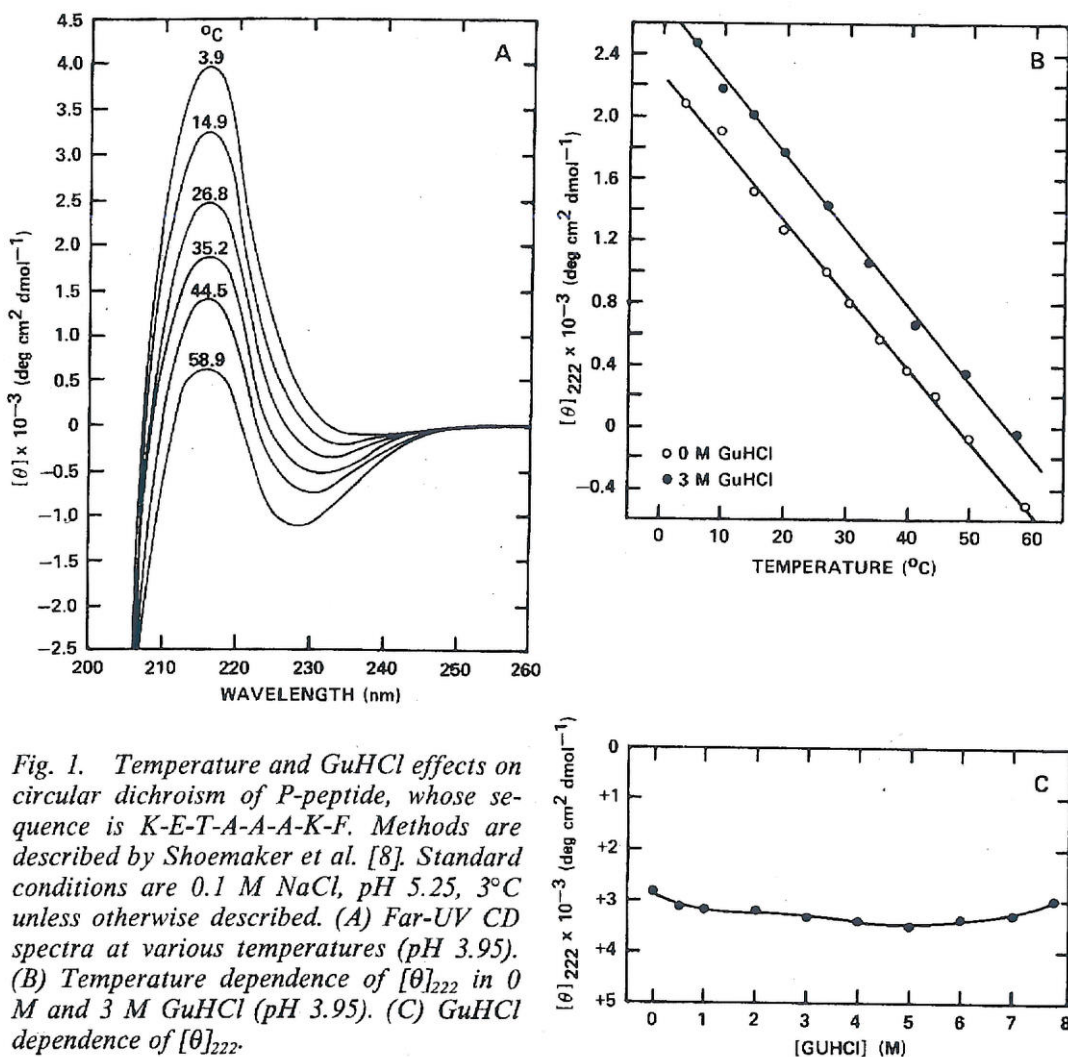 A
°C
3.9
14.9
26.8
35.2
44.5
58.9
4.5
4.0
3.5
3.0
2.5
2.0
1.5
1.0
0.5
0.0
−0.5
−1.0
−1.5
−2.0
−2.5
[θ] x 10⁻³ (deg cm² dmol⁻¹)
200 210 220 230 240 250 260
WAVELENGTH (nm)
B
2.4
2.0
1.6
1.2
0.8
0.4
0
−0.4
[θ]₂₂₂ × 10⁻³ (deg cm² dmol⁻¹)
0 M GuHCl
3 M GuHCl
0 10 20 30 40 50 60
TEMPERATURE (°C)
Fig. 1. Temperature and GuHCl effects on
circular dichroism of P-peptide, whose se-
quence is K-E-T-A-A-A-K-F. Methods are
described by Shoemaker et al. [8]. Standard
conditions are 0.1 M NaCl, pH 5.25, 3°C
unless otherwise described. (A) Far-UV CD
spectra at various temperatures (pH 3.95).
(B) Temperature dependence of [θ]₂₂₂ in 0
M and 3 M GuHCl (pH 3.95). (C) GuHCl
dependence of [θ]₂₂₂.
C
0
+1
+2
+3
+4
+5
[θ]₂₂₂ × 10⁻³ (deg cm² dmol⁻¹)
0 1 2 3 4 5 6 7 8
[GUHCl] (M)